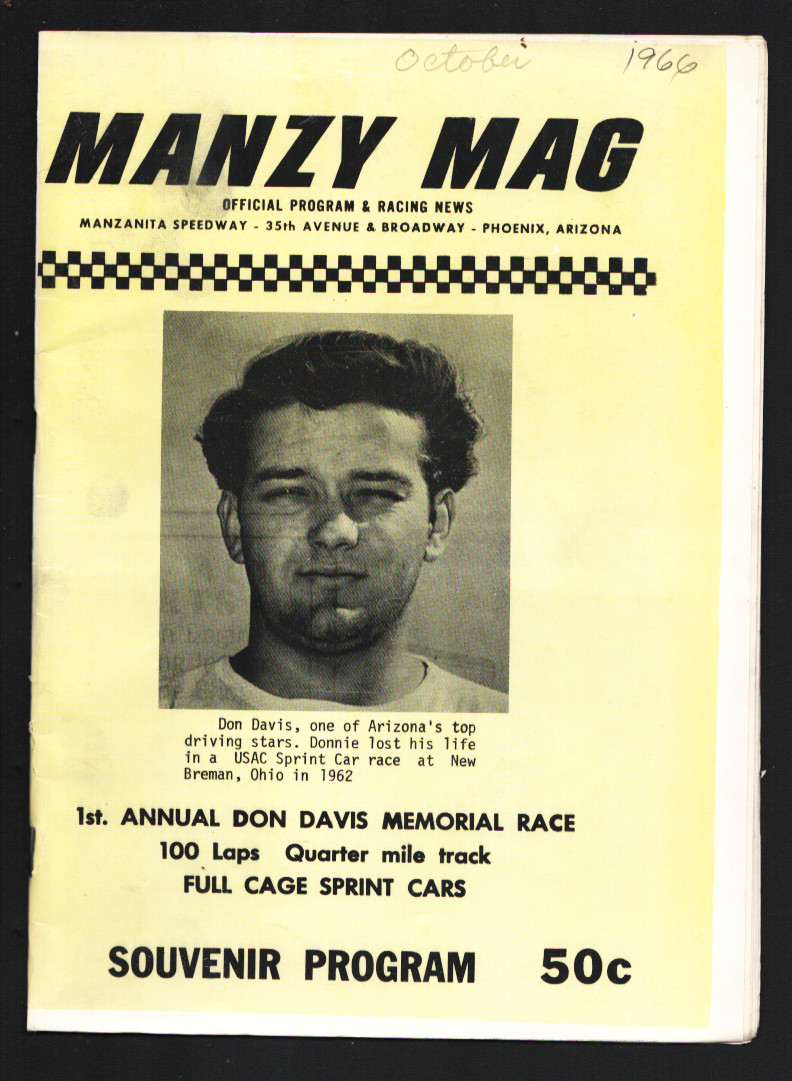 October 1966
MANZY MAG
OFFICIAL PROGRAM & RACING NEWS
MANZANITA SPEEDWAY - 35th AVENUE & BROADWAY - PHOENIX, ARIZONA
Don Davis, one of Arizona's top
driving stars. Donnie lost his life
in a USAC Sprint Car race at New
Breman, Ohio in 1962
1st. ANNUAL DON DAVIS MEMORIAL RACE
100 Laps Quarter mile track
FULL CAGE SPRINT CARS
SOUVENIR PROGRAM 50c